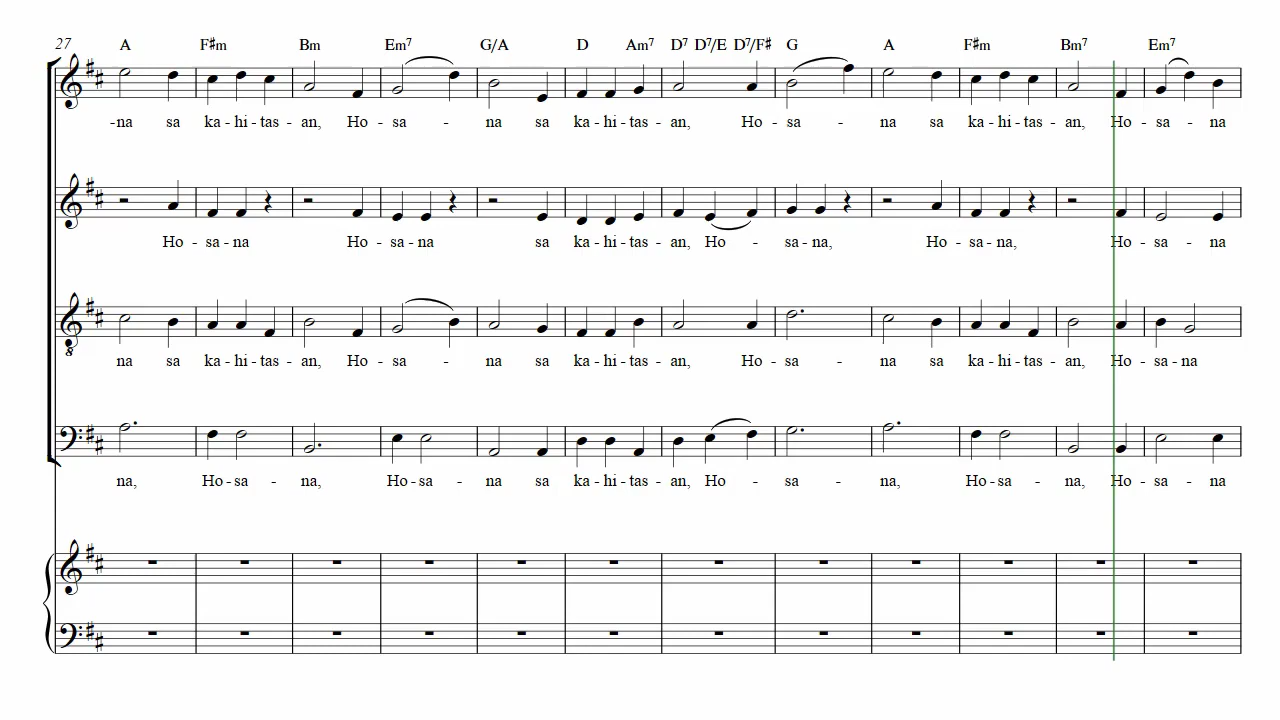 27 A F♯m Bm Em7 G/A D Am7 D7 D7/E D7/F♯ G A F♯m Bm7 Em7
-na sa ka - hi - tas - an, Ho - sa - na sa ka - hi - tas - an, Ho - sa - na sa ka - hi - tas - an, Ho - sa - na
Ho - sa - na Ho - sa - na sa ka - hi - tas - an, Ho - sa - na, Ho - sa - na, Ho - sa - na
8
na sa ka - hi - tas - an, Ho - sa - na sa ka - hi - tas - an, Ho - sa - na sa ka - hi - tas - an, Ho - sa - na
na, Ho - sa - na, Ho - sa - na sa ka - hi - tas - an, Ho - sa - na, Ho - sa - na, Ho - sa - na